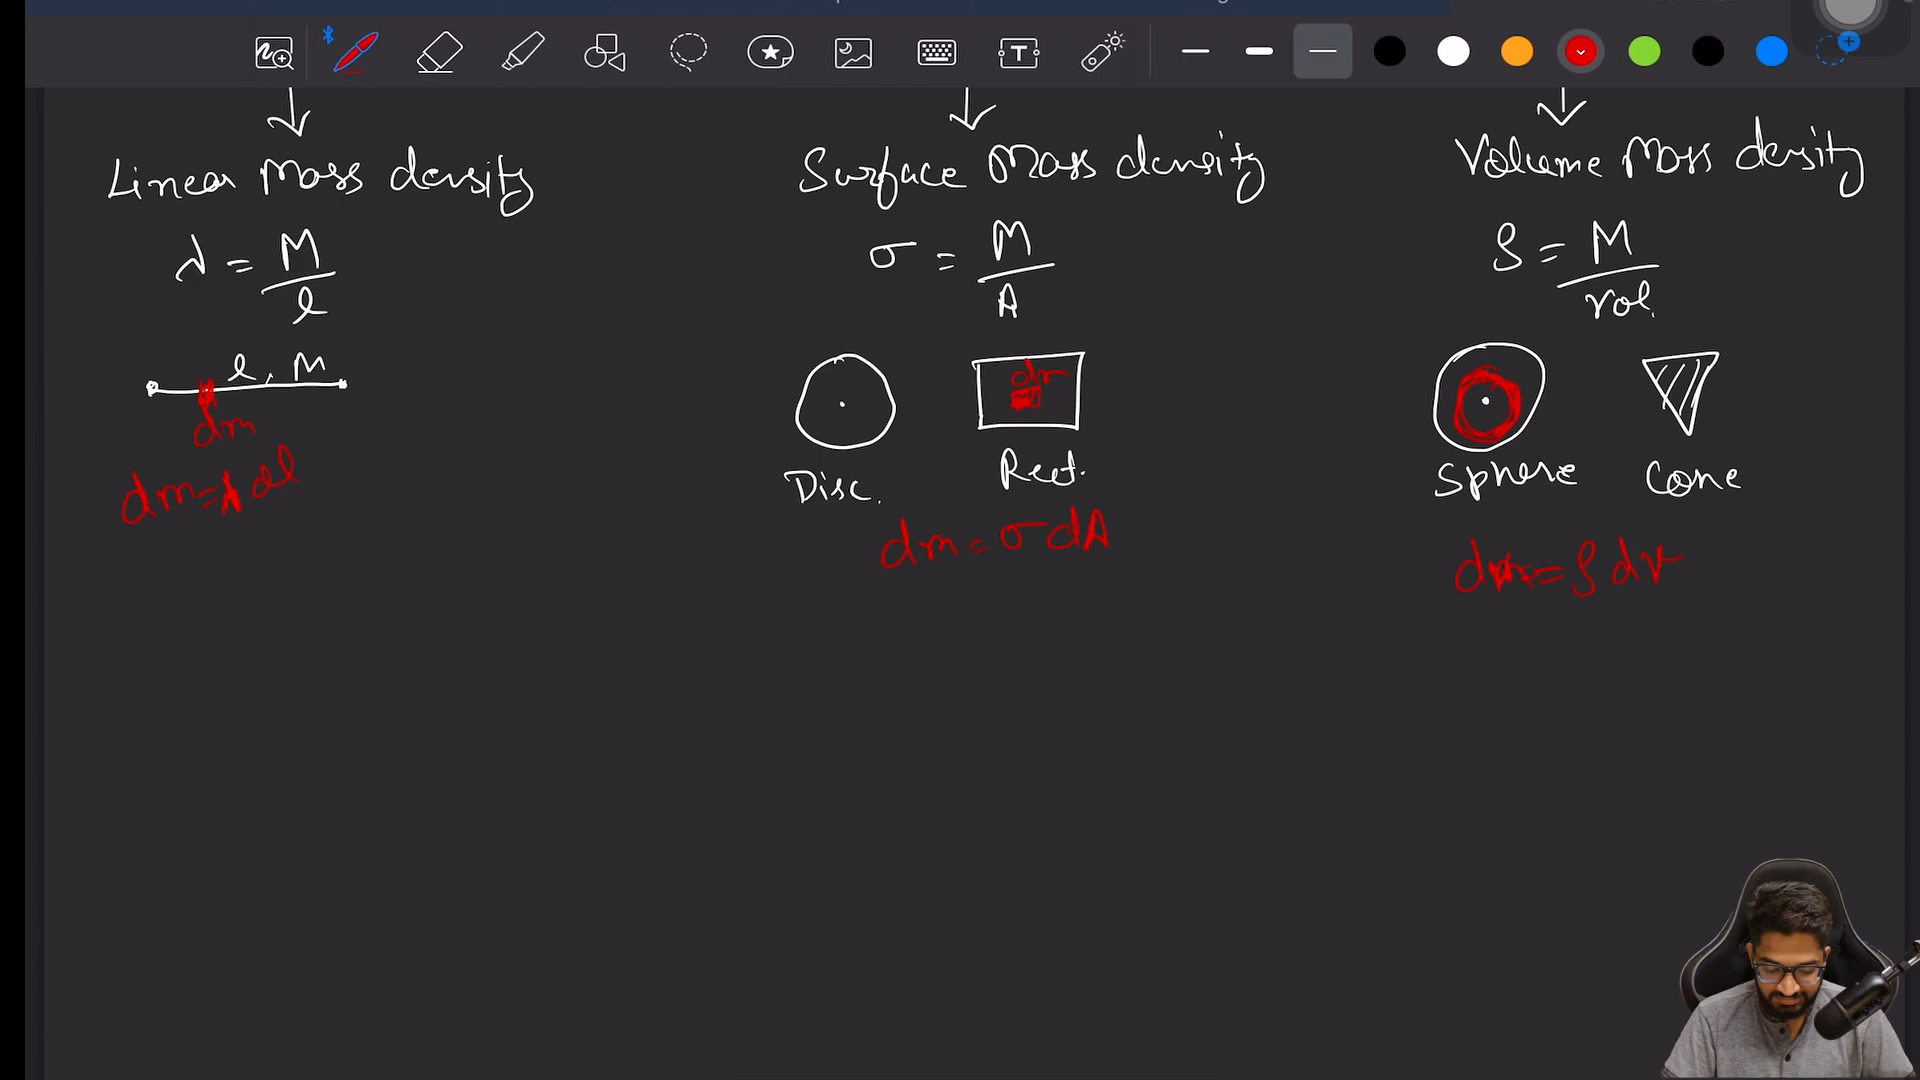 Linear Mass density
λ = M/l
l, M
dm
dm = λ dl
Surface Mass density
σ = M/A
dm
Disc.
Rect.
dm = σ dA
Volume Mass density
ρ = M/vol.
Sphere
Cone
dm = ρ dv